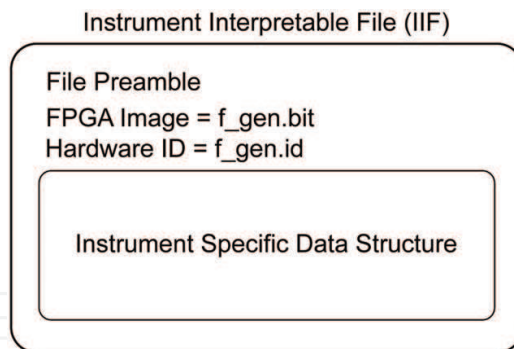 Instrument Interpretable File (IIF)
File Preamble
FPGA Image = f_gen.bit
Hardware ID = f_gen.id
Instrument Specific Data Structure